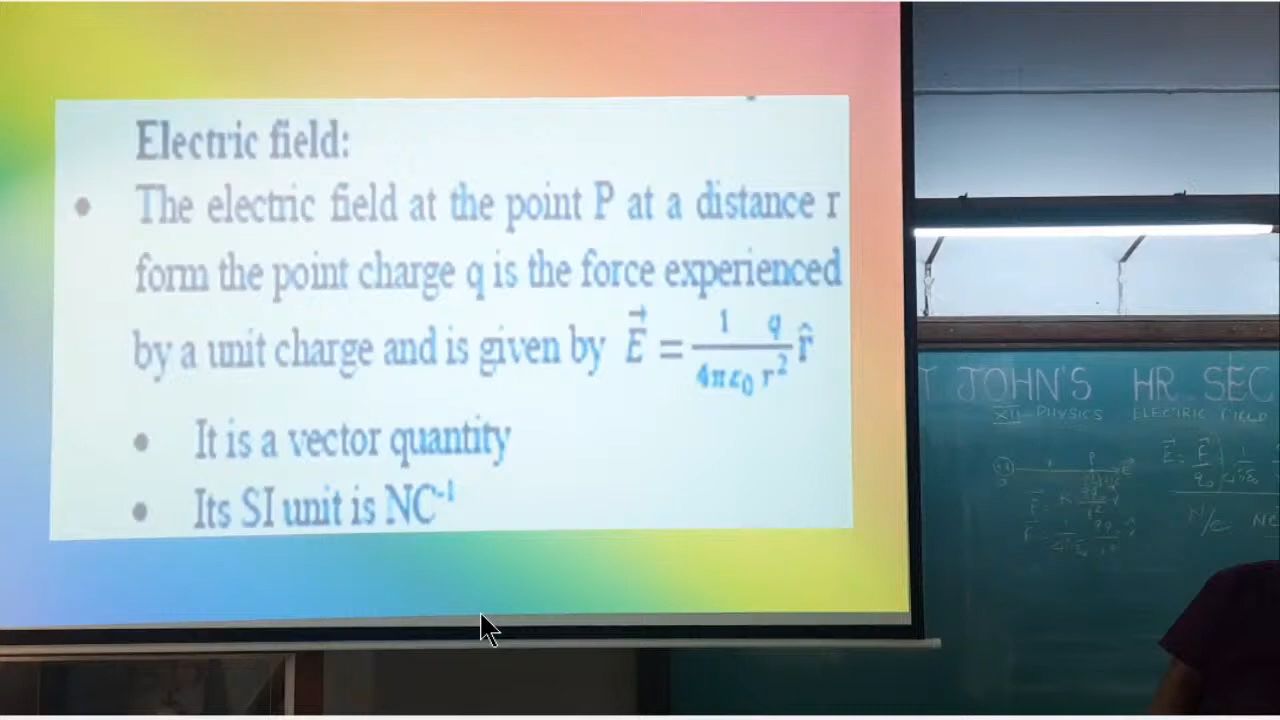 Electric field:
• The electric field at the point P at a distance r
form the point charge q is the force experienced
by a unit charge and is given by E⃗ = 1/4πε₀ q/r² r̂
• It is a vector quantity
• Its SI unit is NC⁻¹
T JOHN'S HR SEC
XII PHYSICS ELECTRIC FIELD
N/C NC